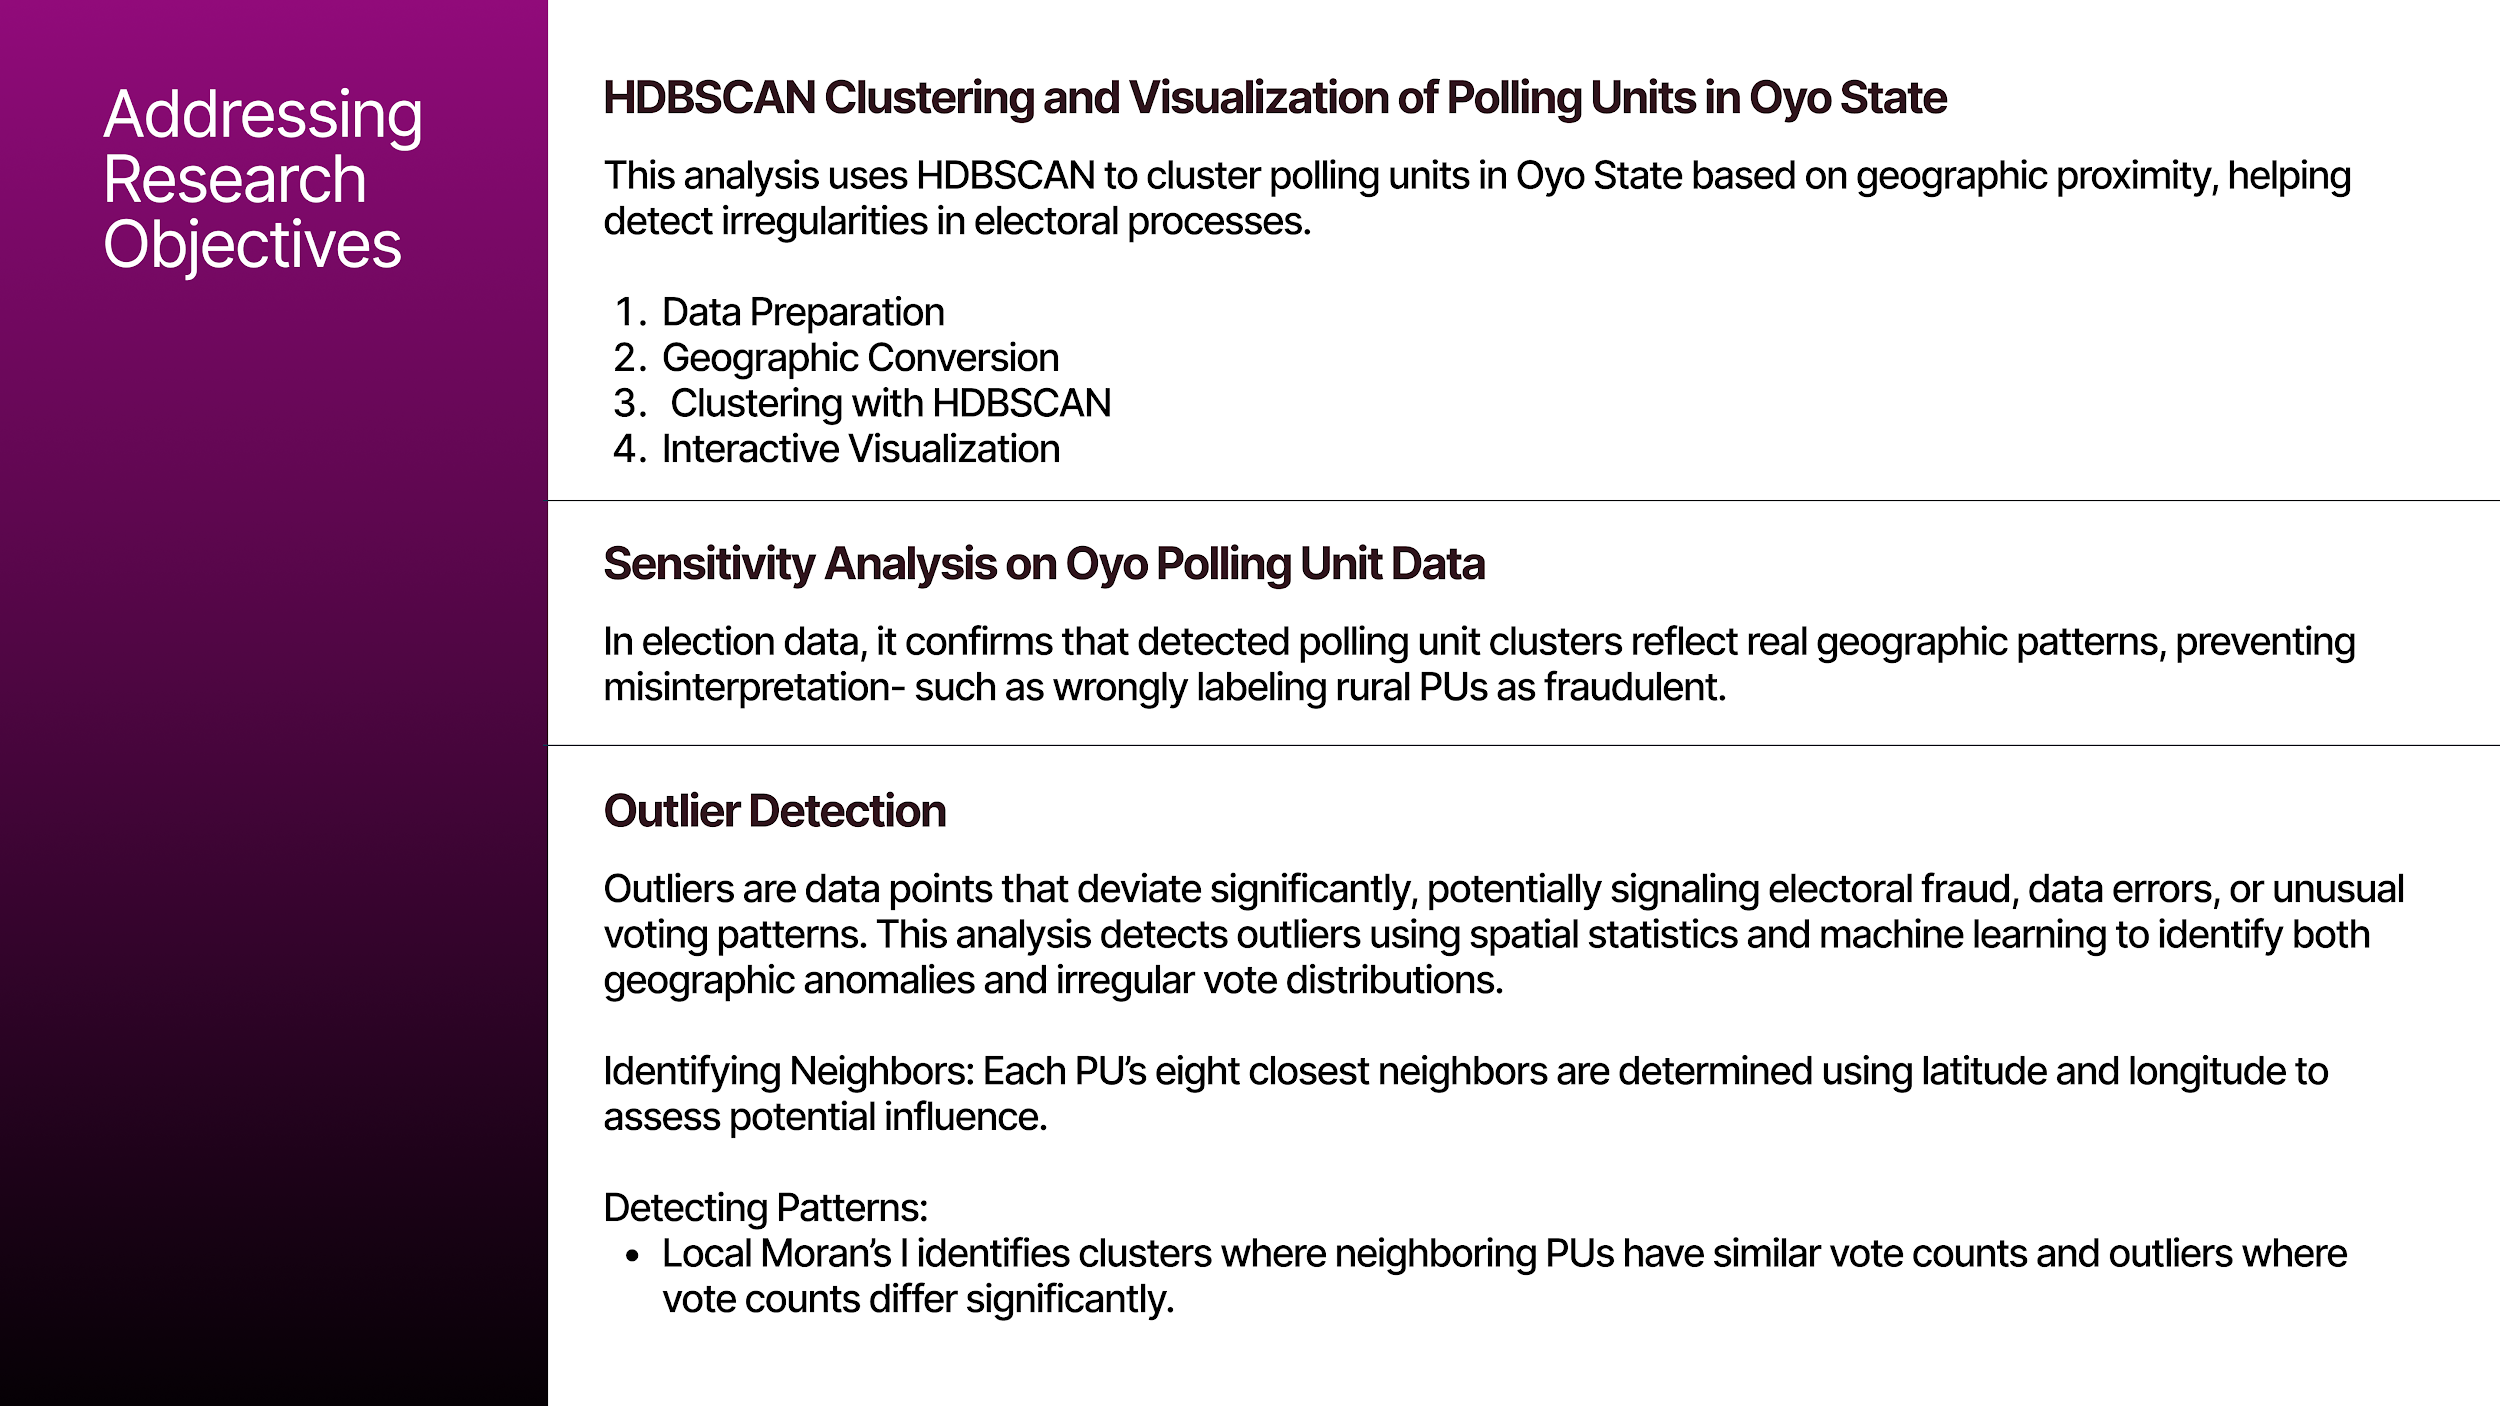 Addressing
Research
Objectives
HDBSCAN Clustering and Visualization of Polling Units in Oyo State
This analysis uses HDBSCAN to cluster polling units in Oyo State based on geographic proximity, helping
detect irregularities in electoral processes.
1. Data Preparation
2. Geographic Conversion
3. Clustering with HDBSCAN
4. Interactive Visualization
Sensitivity Analysis on Oyo Polling Unit Data
In election data, it confirms that detected polling unit clusters reflect real geographic patterns, preventing
misinterpretation- such as wrongly labeling rural PUs as fraudulent.
Outlier Detection
Outliers are data points that deviate significantly, potentially signaling electoral fraud, data errors, or unusual
voting patterns. This analysis detects outliers using spatial statistics and machine learning to identify both
geographic anomalies and irregular vote distributions.
Identifying Neighbors: Each PU’s eight closest neighbors are determined using latitude and longitude to
assess potential influence.
Detecting Patterns:
• Local Moran’s I identifies clusters where neighboring PUs have similar vote counts and outliers where
vote counts differ significantly.